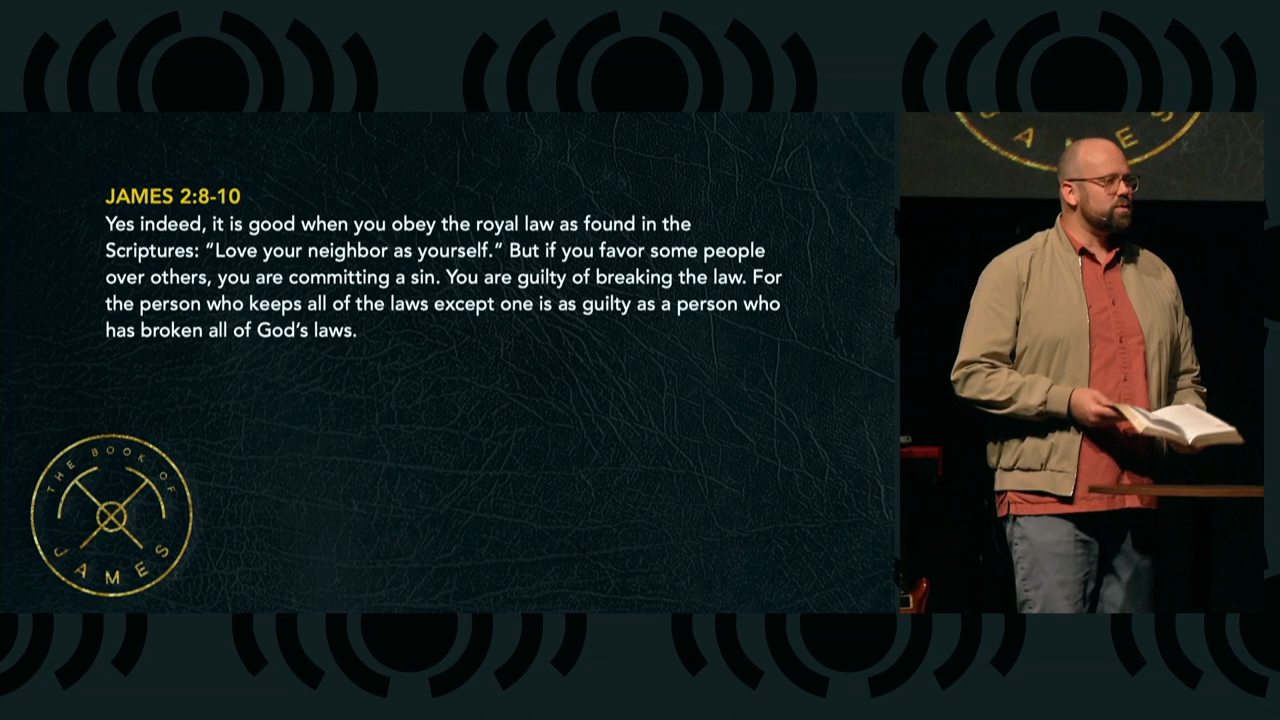 JAMES 2:8-10
Yes indeed, it is good when you obey the royal law as found in the
Scriptures: “Love your neighbor as yourself.” But if you favor some people
over others, you are committing a sin. You are guilty of breaking the law. For
the person who keeps all of the laws except one is as guilty as a person who
has broken all of God’s laws.
THE BOOK OF
JAMES
JAMES